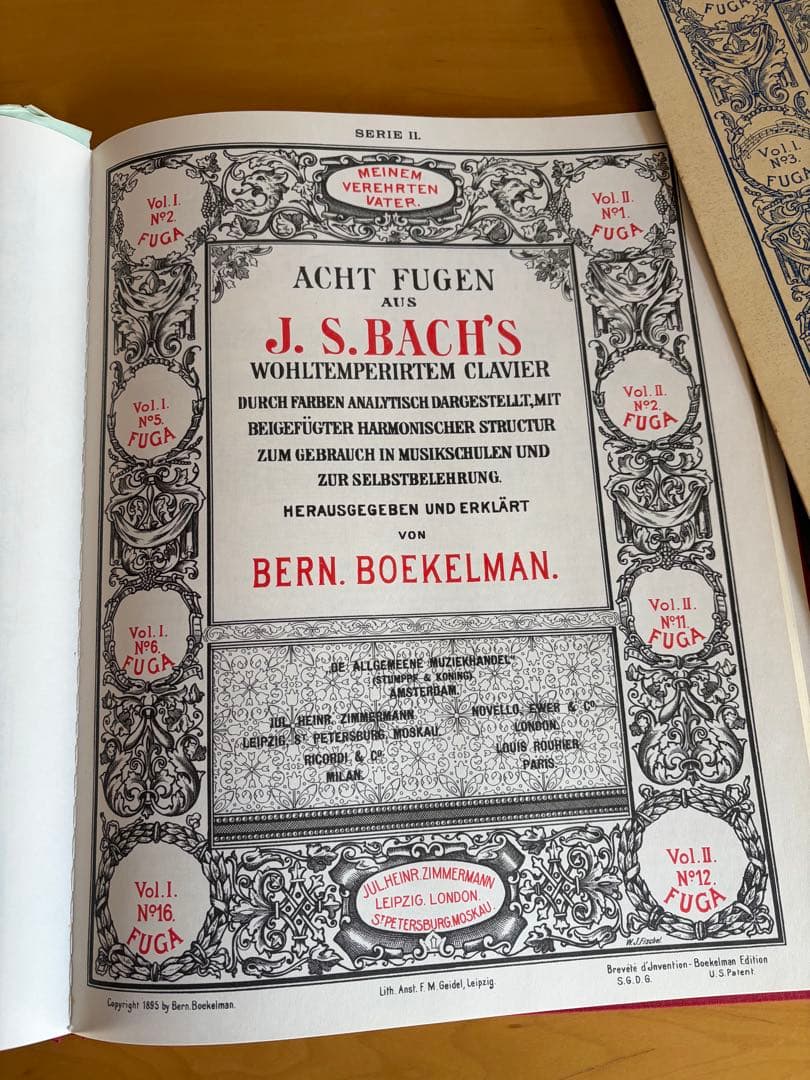 SERIE II.
MEINEM
VEREHRTEN
VATER.
Vol. I.
Nº2.
FUGA
Vol. II.
Nº1.
FUGA
ACHT FUGEN
AUS
J. S. BACH'S
WOHLTEMPERIRTEM CLAVIER
DURCH FARBEN ANALYTISCH DARGESTELLT, MIT
BEIGEFÜGTER HARMONISCHER STRUCTUR
ZUM GEBRAUCH IN MUSIKSCHULEN UND
ZUR SELBSTBELEHRUNG.
HERAUSGEGEBEN UND ERKLÄRT
VON
BERN. BOEKELMAN.
Vol. I.
Nº5.
FUGA
Vol. II.
Nº2.
FUGA
Vol. I.
Nº6.
FUGA
Vol. II.
Nº11.
FUGA
„DE ALLGEMEENE MUZIEKHANDEL"
(STUMPFF & KONING)
AMSTERDAM.
JUL. HEINR. ZIMMERMANN
LEIPZIG, ST PETERSBURG, MOSKAU.
RICORDI & Cº
MILAN.
NOVELLO, EWER & Cº
LONDON.
LOUIS ROUHIER,
PARIS.
Vol. I.
Nº16.
FUGA
Vol. II.
Nº12.
FUGA
JUL. HEINR. ZIMMERMANN
LEIPZIG. LONDON.
ST PETERSBURG. MOSKAU.
W.J.Fischel
Copyright 1895 by Bern. Boekelman.
Lith. Anst. F. M. Geidel, Leipzig.
Brevété d'Jnvention - Boekelman Edition
S.G.D.G. U.S. Patent.
FUGA
Vol. I.
Nº3.
FUGA